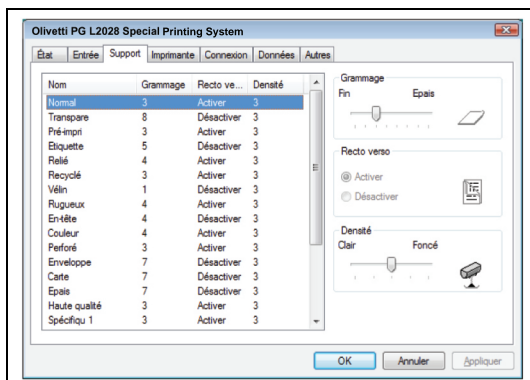 Olivetti PG L2028 Special Printing System
État Entrée Support Imprimante Connexion Données Autres
Nom Grammage Recto ve... Densité
Normal 3 Activer 3
Transpare 8 Désactiver 3
Pré-impri 3 Activer 3
Etiquette 5 Désactiver 3
Relié 4 Activer 3
Recyclé 3 Activer 3
Vélin 1 Désactiver 3
Rugueux 4 Activer 3
En-tête 4 Désactiver 3
Couleur 4 Activer 3
Perforé 3 Activer 3
Enveloppe 7 Désactiver 3
Carte 7 Désactiver 3
Epais 7 Désactiver 3
Haute qualité 3 Activer 3
Spécifiqu 1 3 Activer 3
Grammage
Fin Epais
Recto verso
Activer
Désactiver
Densité
Clair Foncé
OK Annuler Appliquer